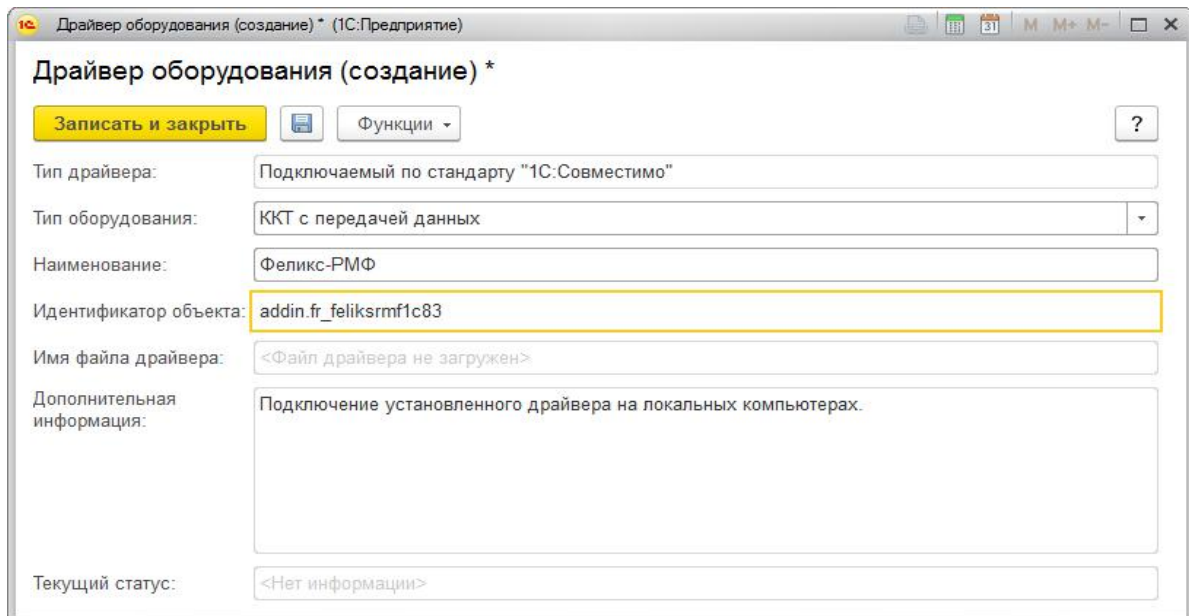 1С Драйвер оборудования (создание) * (1С:Предприятие) 31 M M+ M-
Драйвер оборудования (создание) *
Записать и закрыть Функции ?
Тип драйвера: Подключаемый по стандарту "1С:Совместимо"
Тип оборудования: ККТ с передачей данных
Наименование: Феликс-РМФ
Идентификатор объекта: addin.fr_feliksrmf1c83
Имя файла драйвера: <Файл драйвера не загружен>
Дополнительная
информация:
Подключение установленного драйвера на локальных компьютерах.
Текущий статус: <Нет информации>